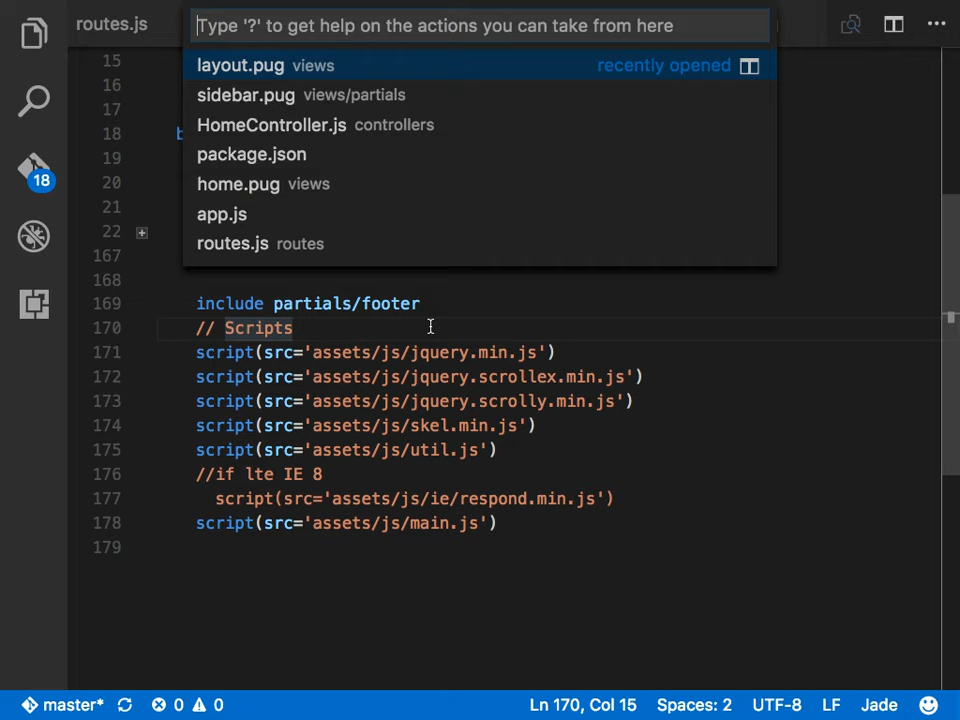 routes.js
Type '?' to get help on the actions you can take from here
layout.pug views recently opened
sidebar.pug views/partials
HomeController.js controllers
package.json
home.pug views
app.js
routes.js routes
18
15
16
17
18 b
19
20
21
22
167
168
169 include partials/footer
170 // Scripts
171 script(src='assets/js/jquery.min.js')
172 script(src='assets/js/jquery.scrollex.min.js')
173 script(src='assets/js/jquery.scrolly.min.js')
174 script(src='assets/js/skel.min.js')
175 script(src='assets/js/util.js')
176 //if lte IE 8
177 script(src='assets/js/ie/respond.min.js')
178 script(src='assets/js/main.js')
179
master* 0 0 Ln 170, Col 15 Spaces: 2 UTF-8 LF Jade